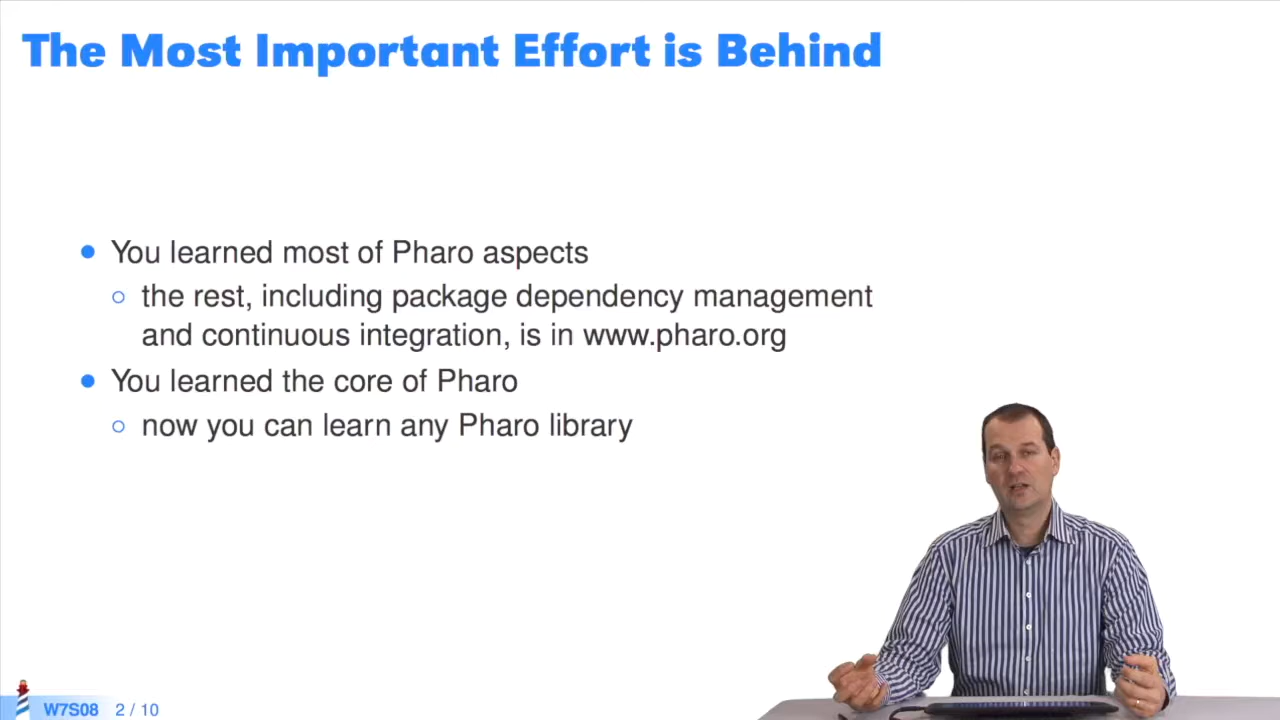 The Most Important Effort is Behind
You learned most of Pharo aspects
the rest, including package dependency management
and continuous integration, is in www.pharo.org
You learned the core of Pharo
now you can learn any Pharo library
W7S08 2 / 10